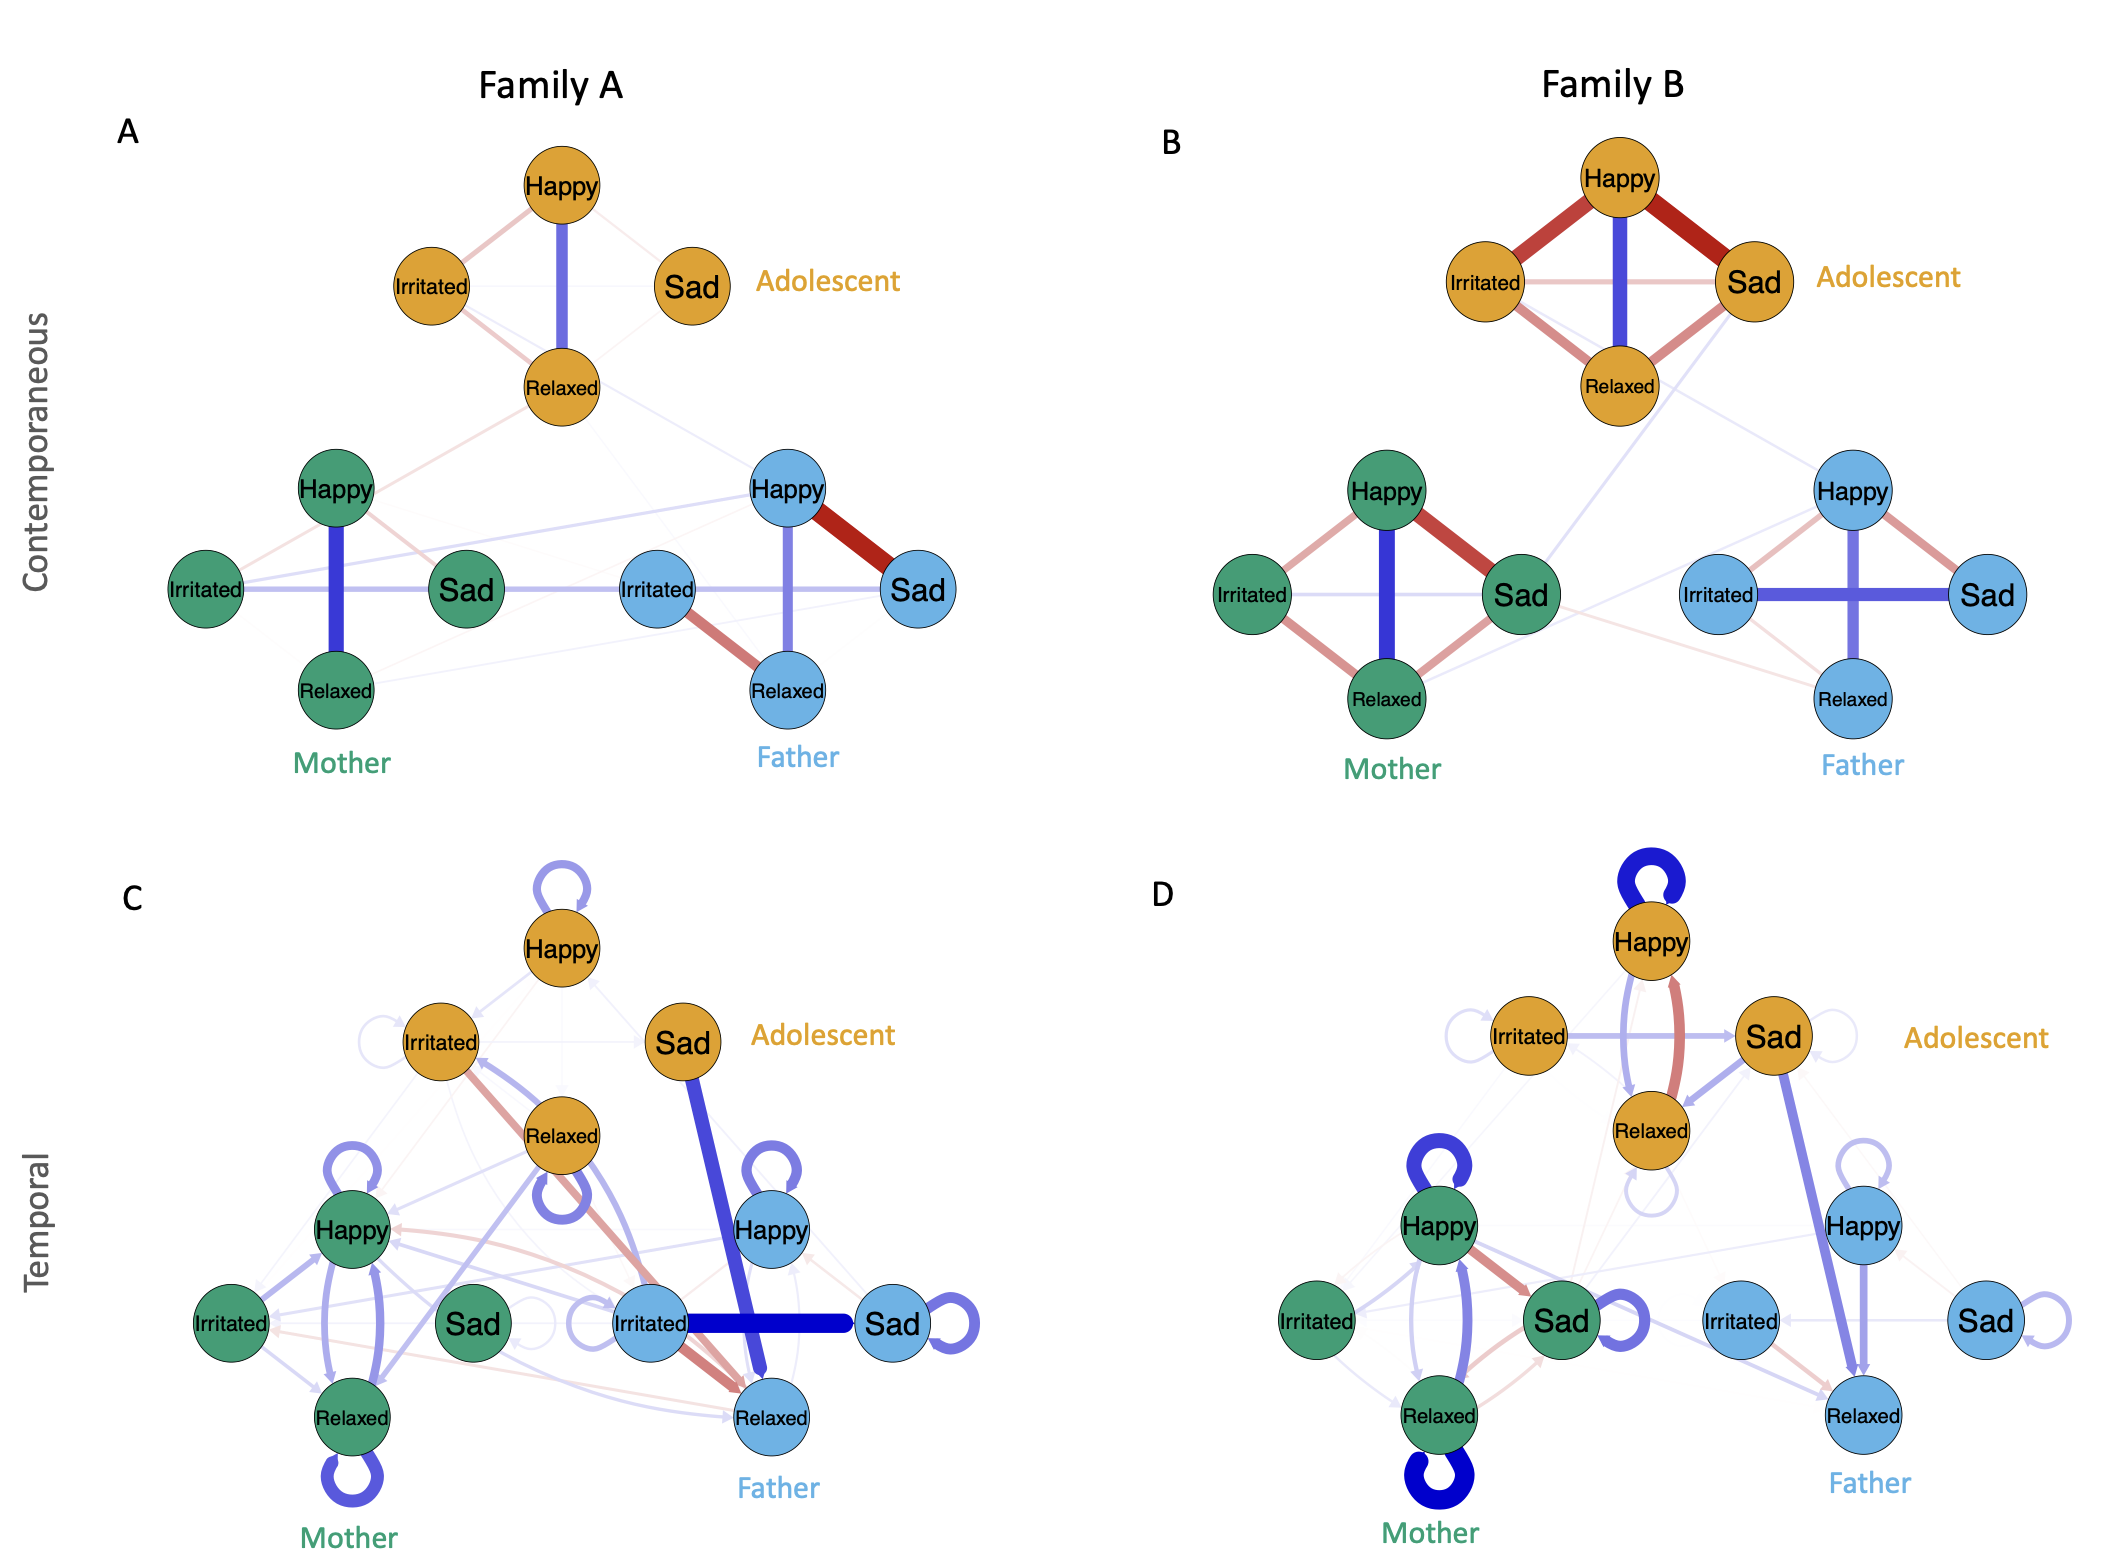 Family A
Family B
A
B
Contemporaneous
Happy
Irritated
Sad
Adolescent
Relaxed
Happy
Irritated
Sad
Relaxed
Mother
Happy
Irritated
Sad
Relaxed
Father
Happy
Irritated
Sad
Adolescent
Relaxed
Happy
Irritated
Sad
Relaxed
Mother
Happy
Irritated
Sad
Relaxed
Father
C
D
Temporal
Happy
Irritated
Sad
Adolescent
Relaxed
Happy
Irritated
Sad
Relaxed
Mother
Happy
Irritated
Sad
Relaxed
Father
Happy
Irritated
Sad
Adolescent
Relaxed
Happy
Irritated
Sad
Relaxed
Mother
Happy
Irritated
Sad
Relaxed
Father